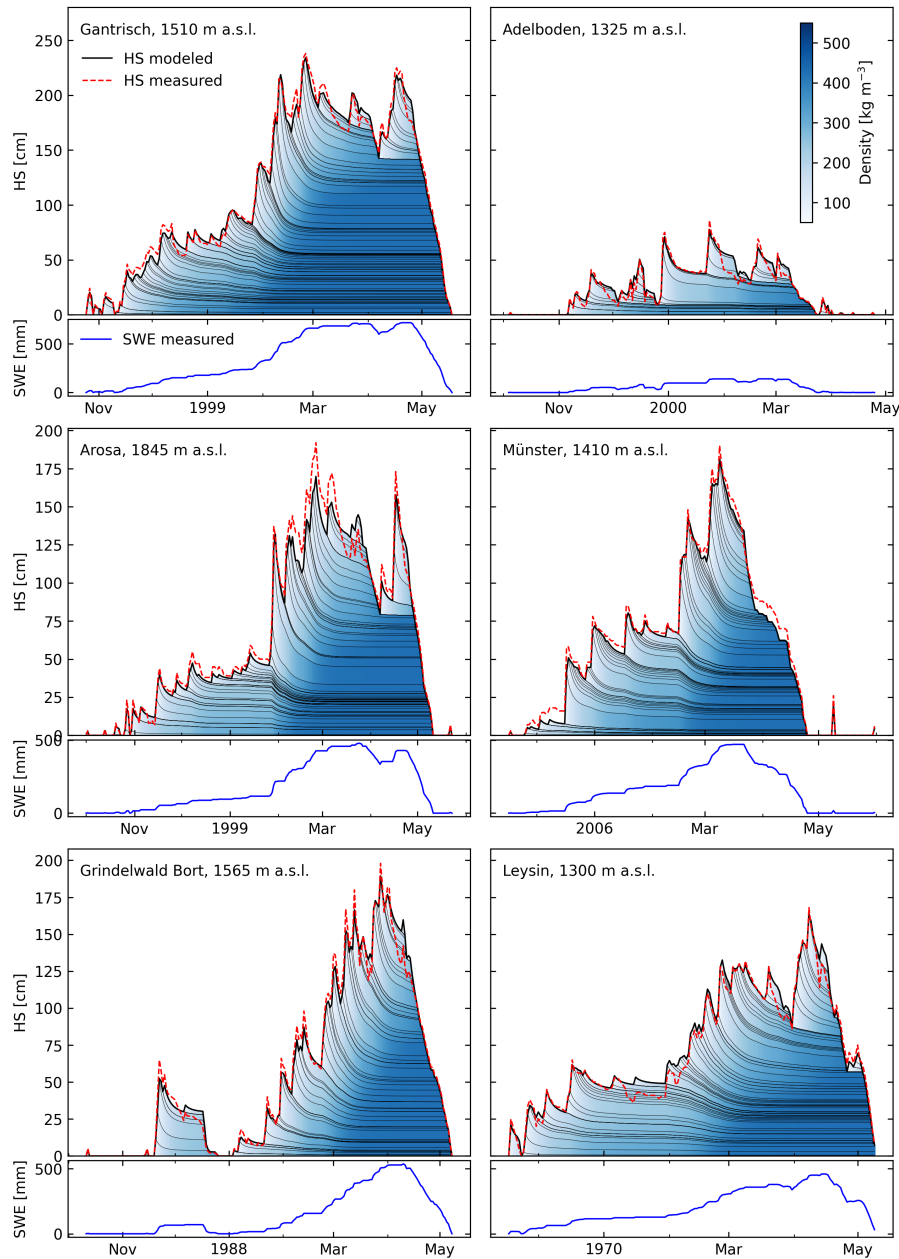 Gantrisch, 1510 m a.s.l.
HS modeled
HS measured
HS [cm]
250
200
150
100
50
0
SWE measured
SWE [mm]
500
0
Nov
1999
Mar
May
Adelboden, 1325 m a.s.l.
500
400
300
200
100
Density [kg m⁻³]
Nov
2000
Mar
May
Arosa, 1845 m a.s.l.
HS [cm]
200
175
150
125
100
75
50
25
0
SWE [mm]
500
0
Nov
1999
Mar
May
Münster, 1410 m a.s.l.
2006
Mar
May
Grindelwald Bort, 1565 m a.s.l.
HS [cm]
200
175
150
125
100
75
50
25
0
SWE [mm]
500
0
Nov
1988
Mar
May
Leysin, 1300 m a.s.l.
1970
Mar
May